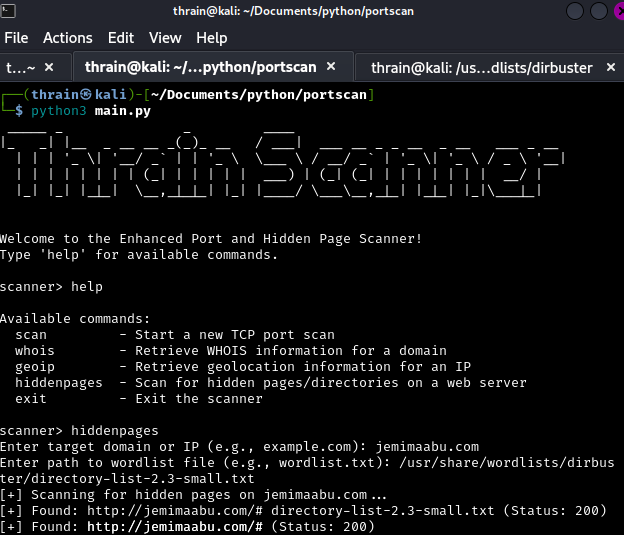 thrain@kali: ~/Documents/python/portscan
File Actions Edit View Help
t...~ × thrain@kali: ~/...python/portscan × thrain@kali: /us...dlists/dirbuster ×
┌──(thrain㉿kali)-[~/Documents/python/portscan]
└─$ python3 main.py
Thrain Scanner
Welcome to the Enhanced Port and Hidden Page Scanner!
Type 'help' for available commands.
scanner> help
Available commands:
scan - Start a new TCP port scan
whois - Retrieve WHOIS information for a domain
geoip - Retrieve geolocation information for an IP
hiddenpages - Scan for hidden pages/directories on a web server
exit - Exit the scanner
scanner> hiddenpages
Enter target domain or IP (e.g., example.com): jemimaabu.com
Enter path to wordlist file (e.g., wordlist.txt): /usr/share/wordlists/dirbus
ter/directory-list-2.3-small.txt
[+] Scanning for hidden pages on jemimaabu.com...
[+] Found: http://jemimaabu.com/# directory-list-2.3-small.txt (Status: 200)
[+] Found: http://jemimaabu.com/# (Status: 200)